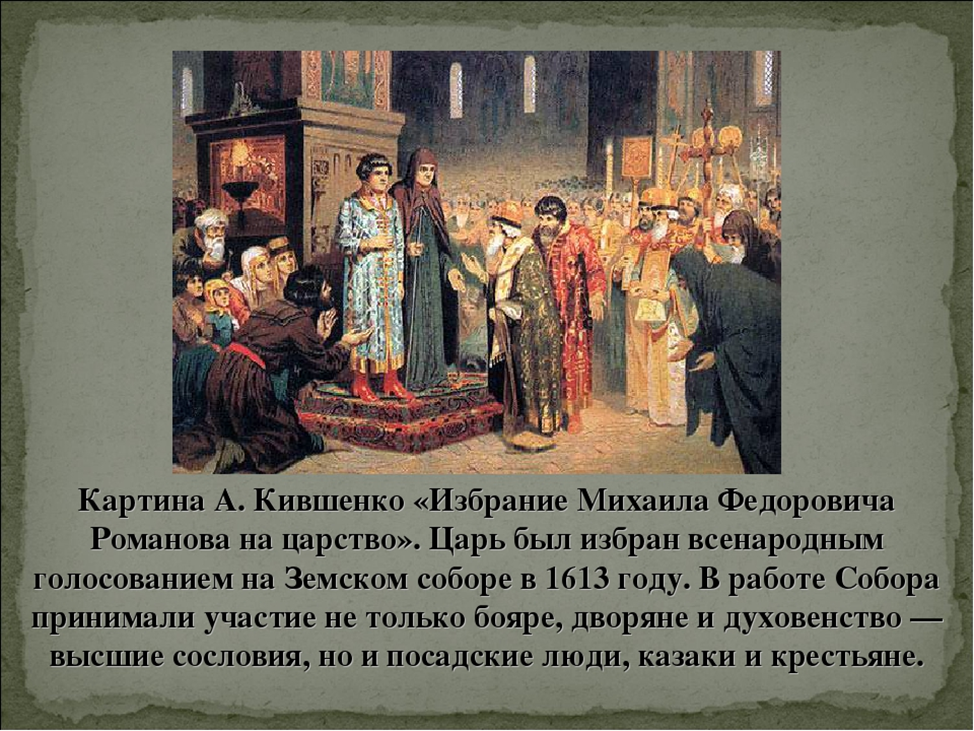 Картина А. Кившенко «Избрание Михаила Федоровича
Романова на царство». Царь был избран всенародным
голосованием на Земском соборе в 1613 году. В работе Собора
принимали участие не только бояре, дворяне и духовенство —
высшие сословия, но и посадские люди, казаки и крестьяне.